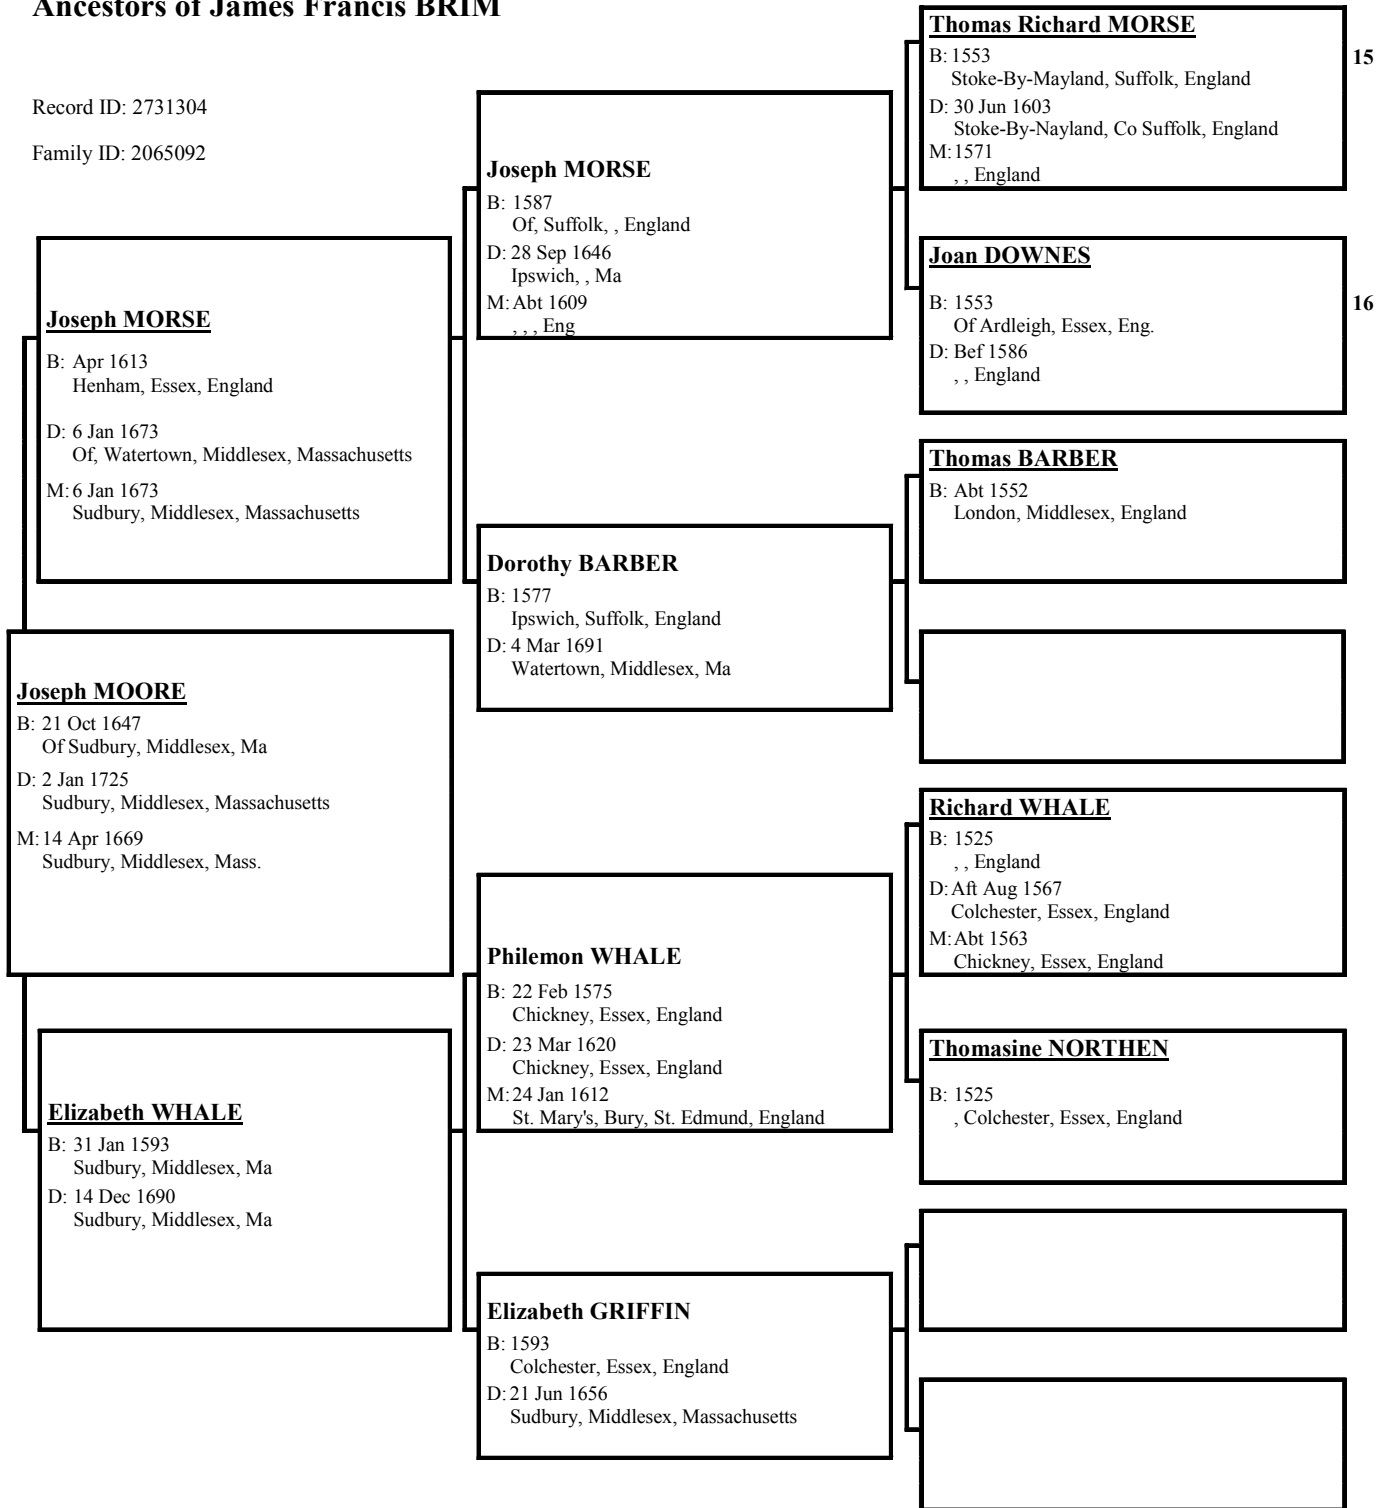 Ancestors of James Francis BRIM
Record ID: 2731304
Family ID: 2065092
Joseph MOORE
B: 21 Oct 1647
Of Sudbury, Middlesex, Ma
D: 2 Jan 1725
Sudbury, Middlesex, Massachusetts
M: 14 Apr 1669
Sudbury, Middlesex, Mass.
Joseph MORSE
B: Apr 1613
Henham, Essex, England
D: 6 Jan 1673
Of, Watertown, Middlesex, Massachusetts
M: 6 Jan 1673
Sudbury, Middlesex, Massachusetts
Elizabeth WHALE
B: 31 Jan 1593
Sudbury, Middlesex, Ma
D: 14 Dec 1690
Sudbury, Middlesex, Ma
Joseph MORSE
B: 1587
Of, Suffolk, , England
D: 28 Sep 1646
Ipswich, , Ma
M: Abt 1609
, , , Eng
Dorothy BARBER
B: 1577
Ipswich, Suffolk, England
D: 4 Mar 1691
Watertown, Middlesex, Ma
Philemon WHALE
B: 22 Feb 1575
Chickney, Essex, England
D: 23 Mar 1620
Chickney, Essex, England
M: 24 Jan 1612
St. Mary's, Bury, St. Edmund, England
Elizabeth GRIFFIN
B: 1593
Colchester, Essex, England
D: 21 Jun 1656
Sudbury, Middlesex, Massachusetts
Thomas Richard MORSE
B: 1553
Stoke-By-Mayland, Suffolk, England
D: 30 Jun 1603
Stoke-By-Nayland, Co Suffolk, England
M: 1571
, , England
15
Joan DOWNES
B: 1553
Of Ardleigh, Essex, Eng.
D: Bef 1586
, , England
16
Thomas BARBER
B: Abt 1552
London, Middlesex, England
Richard WHALE
B: 1525
, , England
D: Aft Aug 1567
Colchester, Essex, England
M: Abt 1563
Chickney, Essex, England
Thomasine NORTHEN
B: 1525
, Colchester, Essex, England